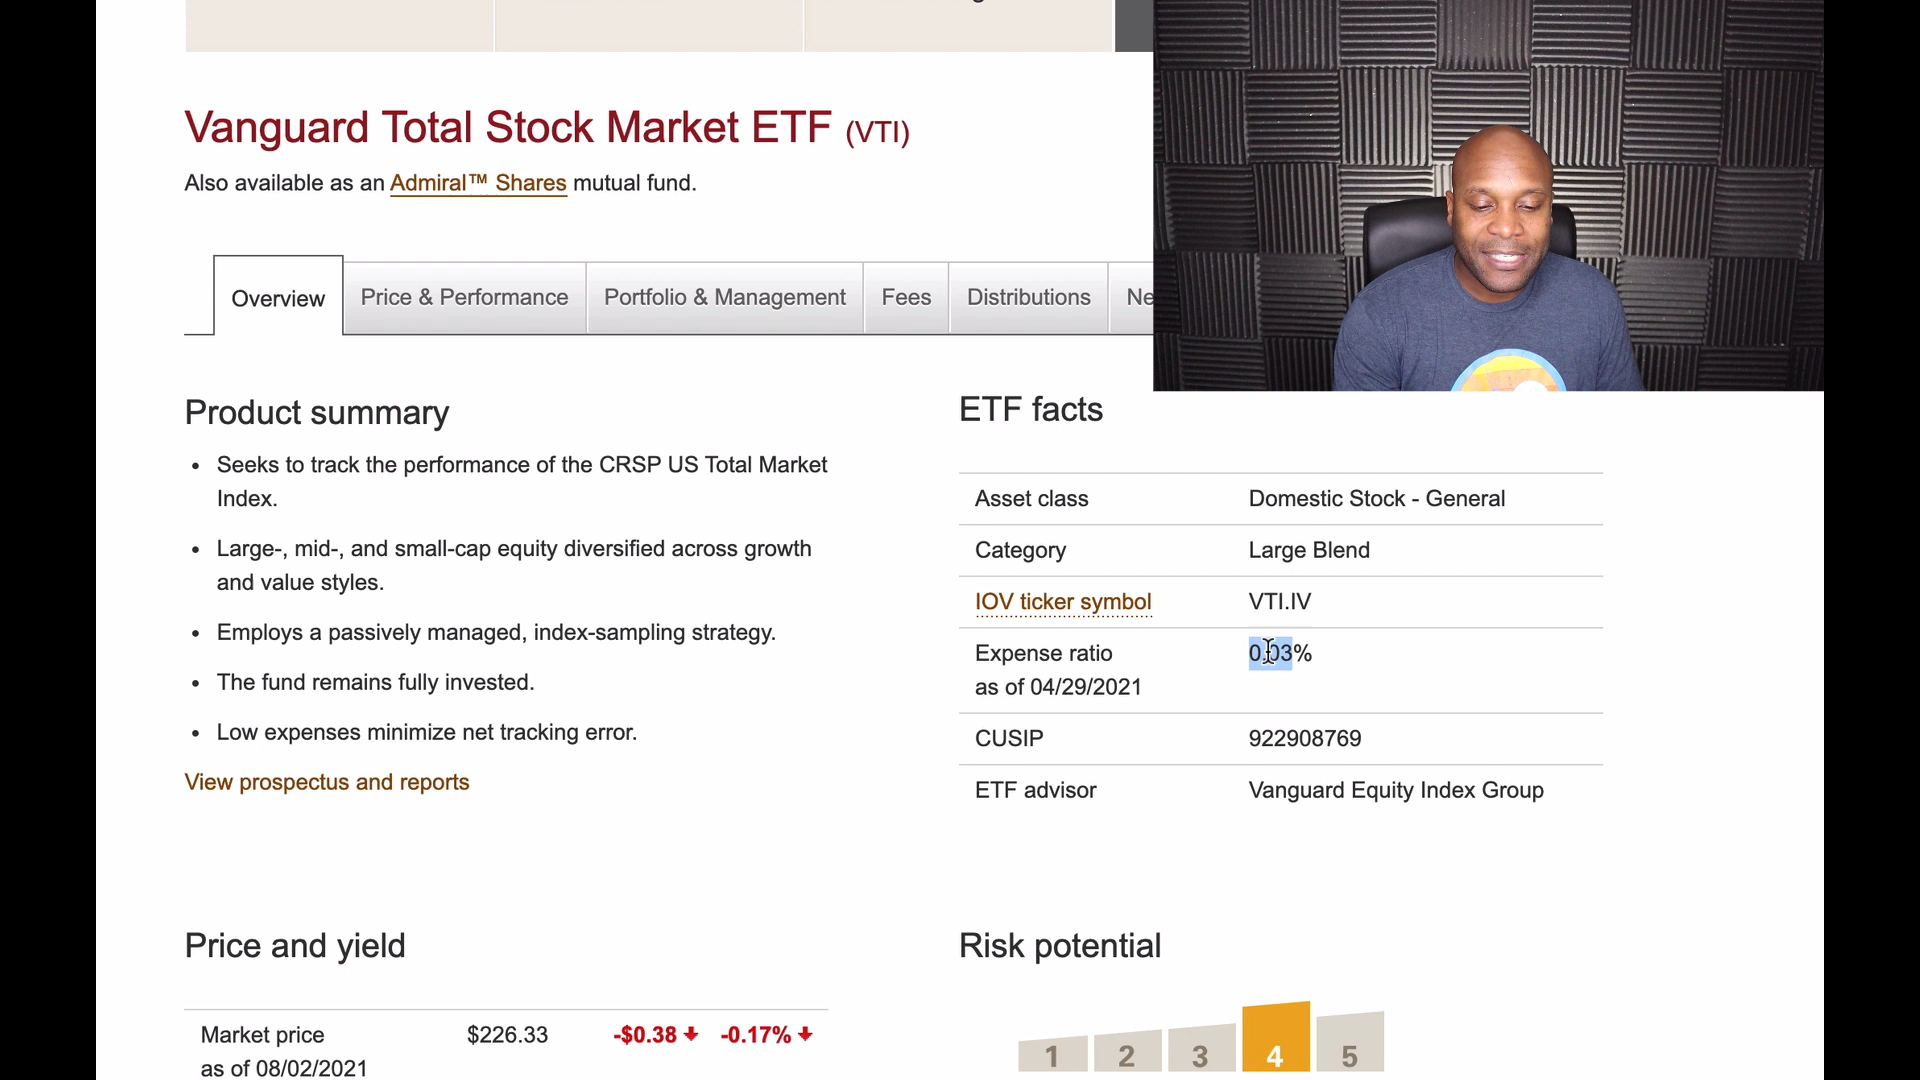 Vanguard Total Stock Market ETF (VTI)
Also available as an Admiral™ Shares mutual fund.
Overview
Price & Performance
Portfolio & Management
Fees
Distributions
Ne
Product summary
• Seeks to track the performance of the CRSP US Total Market
Index.
• Large-, mid-, and small-cap equity diversified across growth
and value styles.
• Employs a passively managed, index-sampling strategy.
• The fund remains fully invested.
• Low expenses minimize net tracking error.
View prospectus and reports
ETF facts
Asset class Domestic Stock - General
Category Large Blend
IOV ticker symbol VTI.IV
Expense ratio 0.03%
as of 04/29/2021
CUSIP 922908769
ETF advisor Vanguard Equity Index Group
Price and yield
Market price $226.33 -$0.38 -0.17%
as of 08/02/2021
Risk potential
1 2 3 4 5